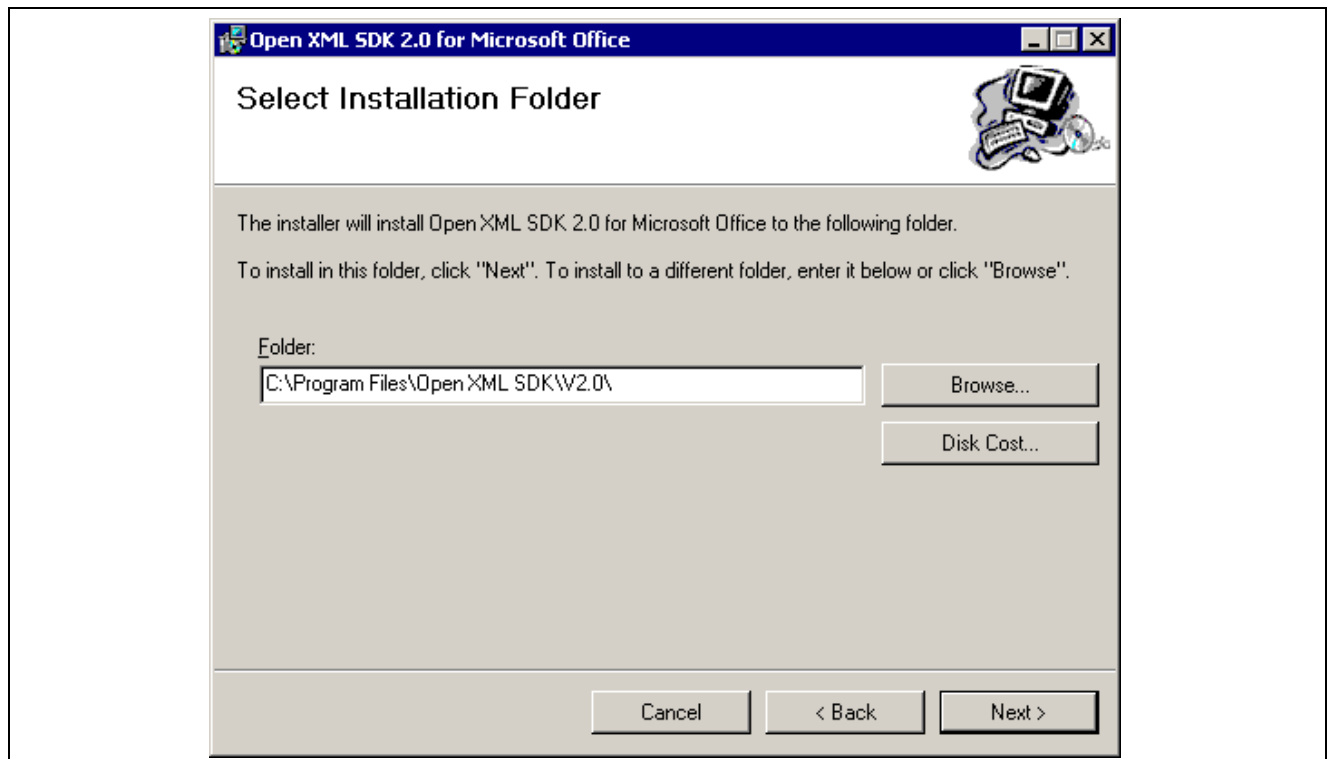 Open XML SDK 2.0 for Microsoft Office
Select Installation Folder
The installer will install Open XML SDK 2.0 for Microsoft Office to the following folder.
To install in this folder, click "Next". To install to a different folder, enter it below or click "Browse".
Folder:
C:\Program Files\Open XML SDK\V2.0\
Browse...
Disk Cost...
Cancel
< Back
Next >